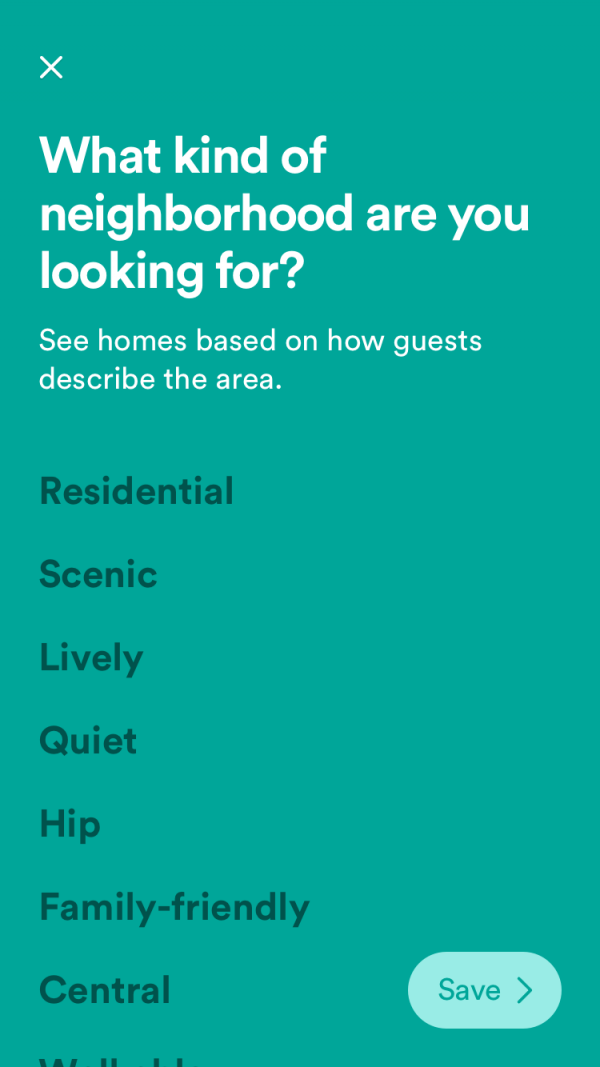 What kind of
neighborhood are you
looking for?
See homes based on how guests
describe the area.
Residential
Scenic
Lively
Quiet
Hip
Family-friendly
Central
Save